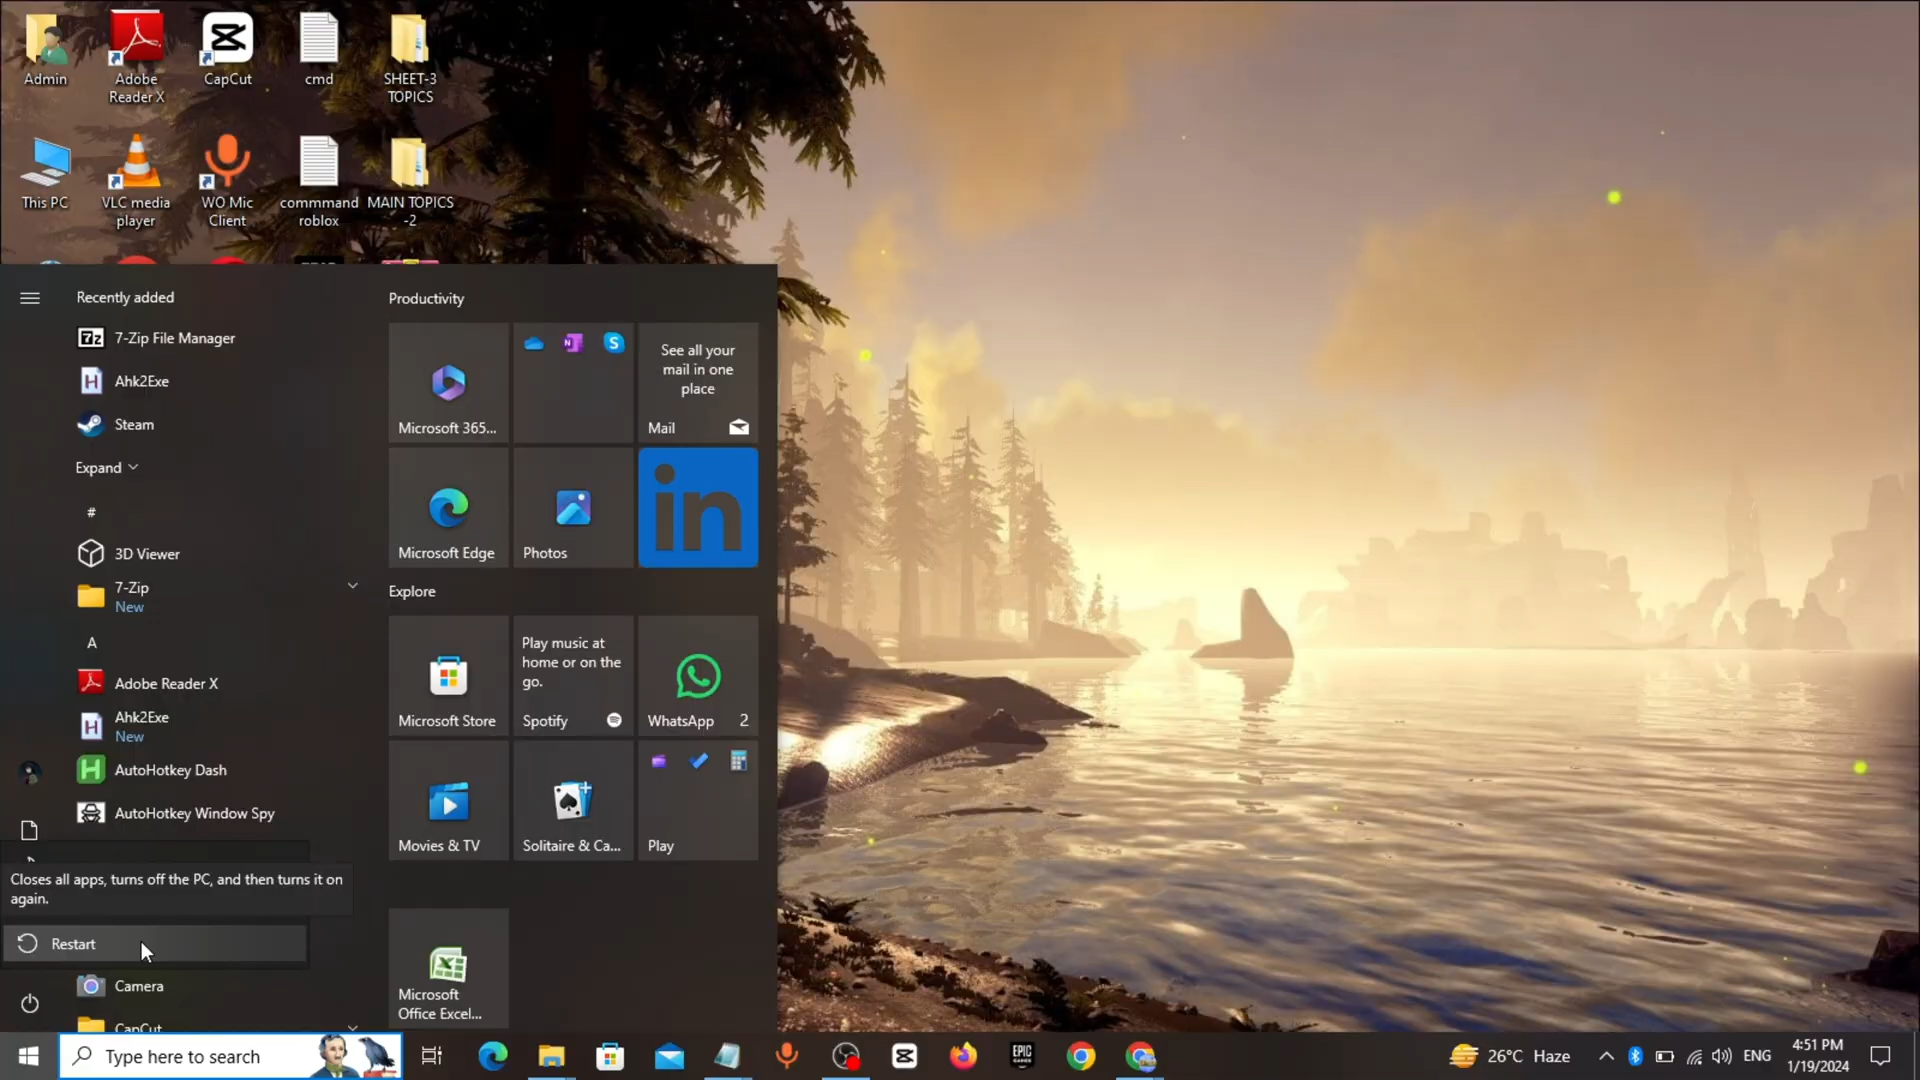 Admin
Adobe
Reader X
CapCut
cmd
SHEET-3
TOPICS
This PC
VLC media
player
WO Mic
Client
commmand
roblox
MAIN TOPICS
-2
Recently added
7z
7-Zip File Manager
H
Ahk2Exe
Steam
Expand
#
3D Viewer
7-Zip
New
A
Adobe Reader X
H
Ahk2Exe
New
H
AutoHotkey Dash
AutoHotkey Window Spy
Closes all apps, turns off the PC, and then turns it on
again.
Restart
Camera
CapCut
Productivity
Microsoft 365...
N
S
See all your
mail in one
place
Mail
Microsoft Edge
Photos
in
Explore
Microsoft Store
Play music at
home or on the
go.
Spotify
WhatsApp
2
Movies & TV
Solitaire & Ca...
Play
Microsoft
Office Excel...
Type here to search
EPIC
GAMES
26°C Haze
ENG
4:51 PM
1/19/2024